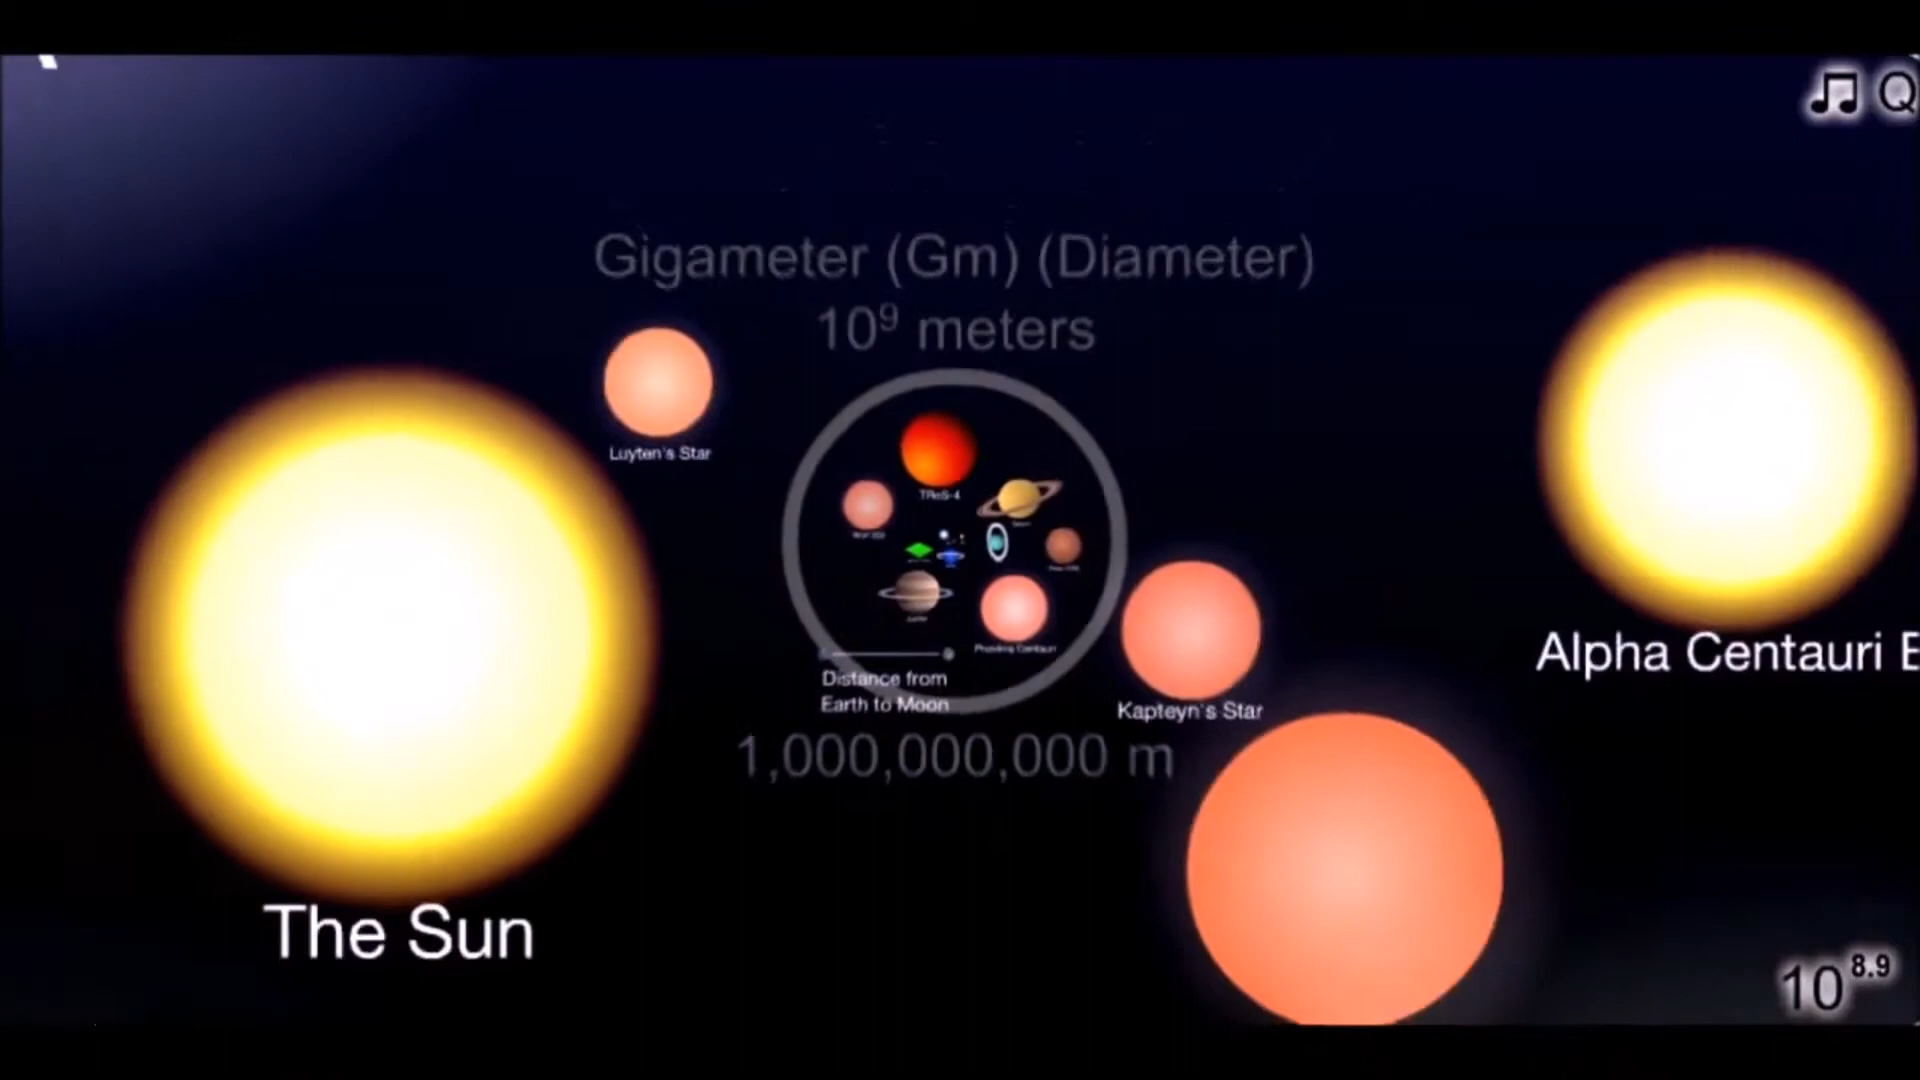 Q
Gigameter (Gm) (Diameter)
10⁹ meters
Luyten's Star
TReS-4
Distance from
Earth to Moon
Proxima Centauri
Kapteyn's Star
Alpha Centauri B
1,000,000,000 m
The Sun
10^8.9